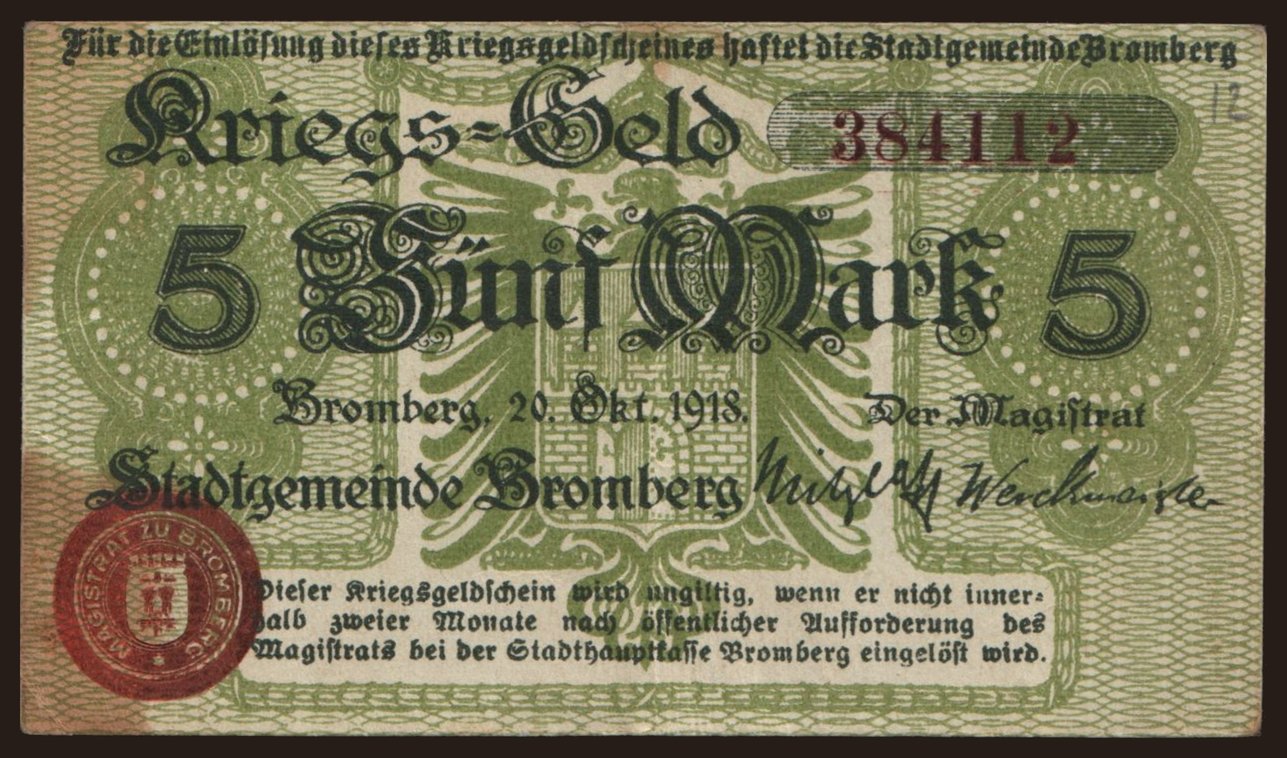 Für die Einlösung dieses Kriegsgeldscheines haftet die Stadtgemeinde Bromberg
Kriegs=Geld
384112
12
5 Fünf Mark 5
Bromberg, 20. Okt. 1918.
Der Magistrat
Stadtgemeinde Bromberg
Werckmeister
MAGISTRAT ZU BROMBERG
Dieser Kriegsgeldschein wird ungiltig, wenn er nicht inner=
halb zweier Monate nach öffentlicher Aufforderung des
Magistrats bei der Stadthauptkasse Bromberg eingelöst wird.